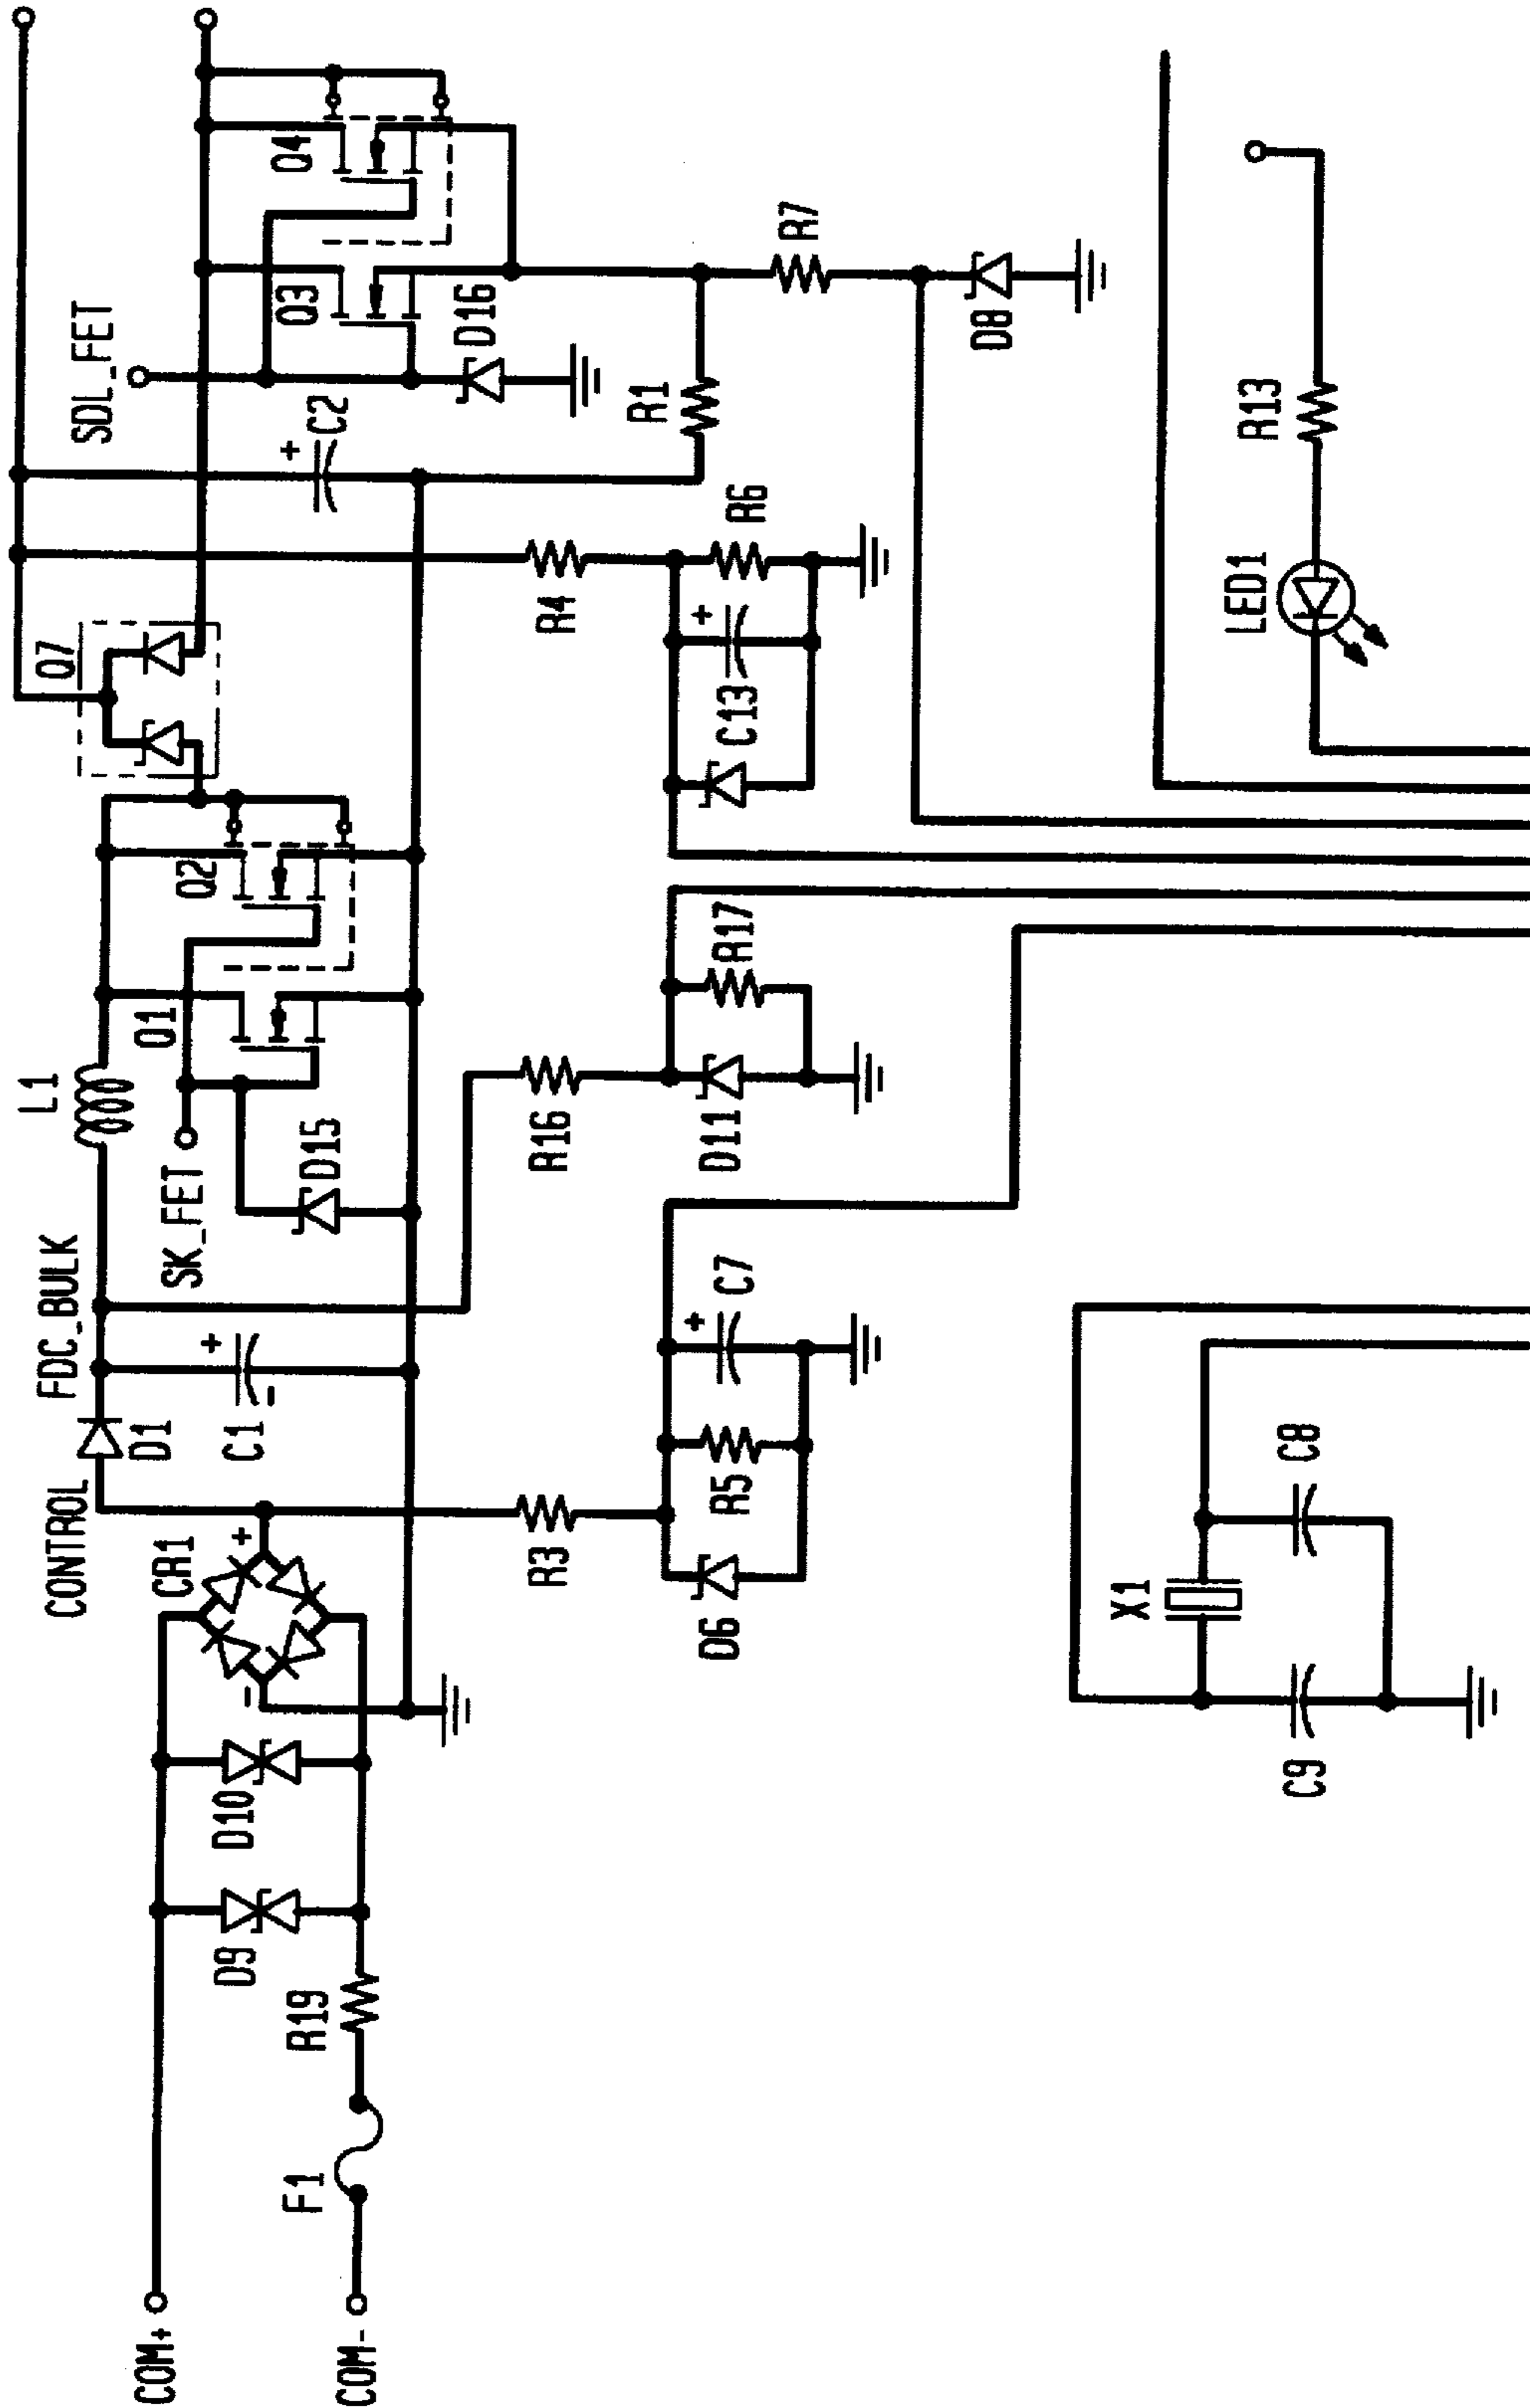 COM+
COM-
F1
R19
D9
D10
CR1
+
-
CONTROL
D1
FDC_BULK
C1
+
-
L1
SK_FET
D15
Q1
Q2
Q7
SDL_FET
C2
+
Q3
Q4
D16
R3
D6
R5
C7
+
R16
D11
R17
R4
C13
+
R6
R1
R7
D8
X1
C9
C8
LED1
R13